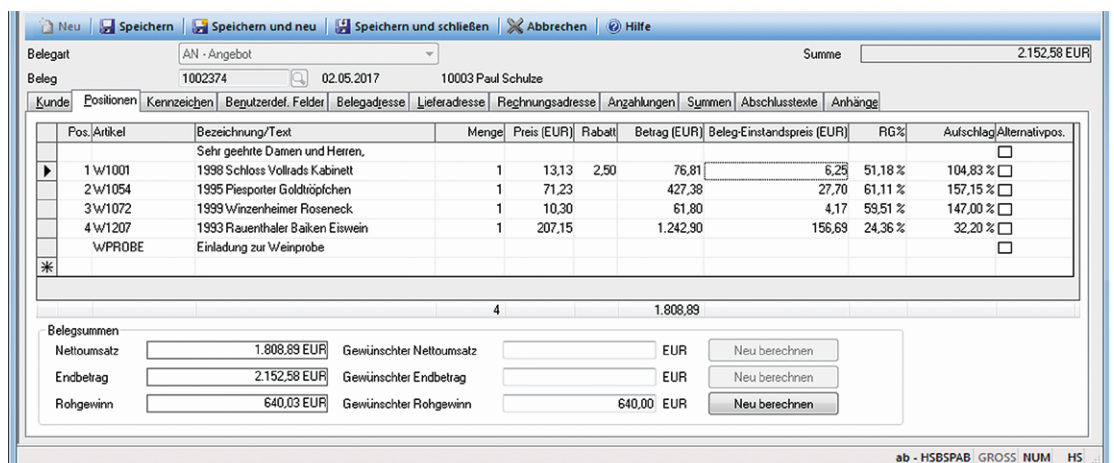 Neu Speichern Speichern und neu Speichern und schließen Abbrechen Hilfe
Belegart AN - Angebot Summe 2.152,58 EUR
Beleg 1002374 02.05.2017 10003 Paul Schulze
Kunde Positionen Kennzeichen Benutzerdef. Felder Belegadresse Lieferadresse Rechnungsadresse Anzahlungen Summen Abschlusstexte Anhänge
Pos. Artikel Bezeichnung/Text Menge Preis (EUR) Rabatt Betrag (EUR) Beleg-Einstandspreis (EUR) RG% Aufschlag Alternativpos.
Sehr geehrte Damen und Herren,
1 W1001 1998 Schloss Vollrads Kabinett 1 13,13 2,50 76,81 6,25 51,18 % 104,83 %
2 W1054 1995 Piesporter Goldtröpfchen 1 71,23 427,38 27,70 61,11 % 157,15 %
3 W1072 1999 Winzenheimer Roseneck 1 10,30 61,80 4,17 59,51 % 147,00 %
4 W1207 1993 Rauenthaler Baiken Eiswein 1 207,15 1.242,90 156,69 24,36 % 32,20 %
WPROBE Einladung zur Weinprobe
4 1.808,89
Belegsummen
Nettoumsatz 1.808,89 EUR Gewünschter Nettoumsatz EUR Neu berechnen
Endbetrag 2.152,58 EUR Gewünschter Endbetrag EUR Neu berechnen
Rohgewinn 640,03 EUR Gewünschter Rohgewinn 640,00 EUR Neu berechnen
ab - HSBSPAB GROSS NUM HS